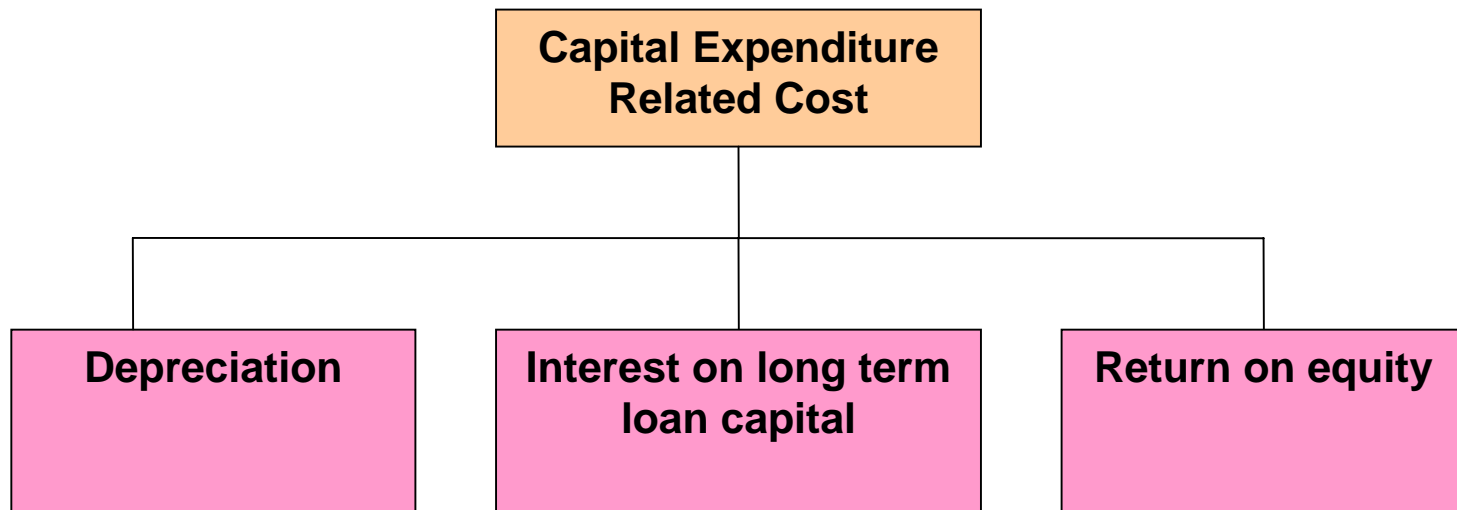 Capital Expenditure
Related Cost
Depreciation
Interest on long term
loan capital
Return on equity